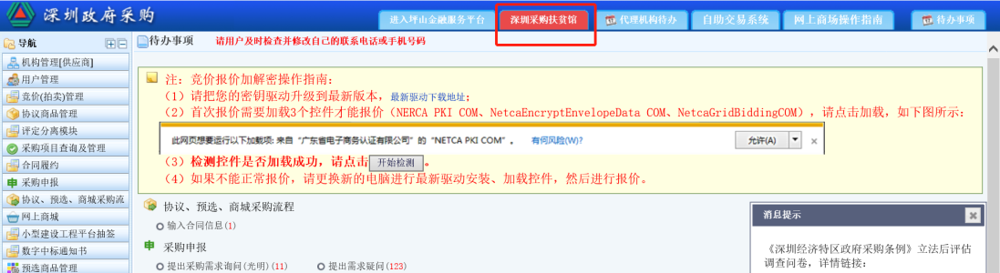 深圳政府采购
进入坪山金融服务平台 深圳采购扶贫馆 代理机构待办 自助交易系统 网上商场操作指南 待办事项
导航
机构管理[供应商]
用户管理
竞价(拍卖)管理
协议商品管理
评定分离模块
采购项目查询及管理
合同履约
采购申报
协议、预选、商城采购流
网上商城
小型建设工程平台抽签
数字中标通知书
预选商品管理
待办事项 请用户及时检查并修改自己的联系电话或手机号码
注: 竞价报价加解密操作指南:
(1) 请把您的密钥驱动升级到最新版本, 最新驱动下载地址;
(2) 首次报价需要加载3个控件才能报价 (NERCA PKI COM、NetcaEncryptEnvelopeData COM、NetcaGridBiddingCOM) , 请点击加载, 如下图所示:
此网页想要运行以下加载项: 来自“广东省电子商务认证有限公司”的“NETCA PKI COM”。 有何风险(W)? 允许(A) ×
(3) 检测控件是否加载成功, 请点击 开始检测 。
(4) 如果不能正常报价, 请更换新的电脑进行最新驱动安装、加载控件, 然后进行报价。
协议、预选、商城采购流程
输入合同信息(1)
采购申报
提出采购需求询问(光明)(11) 提出需求疑问(123)
消息提示
《深圳经济特区政府采购条例》立法后评估
调查问卷, 详情链接: